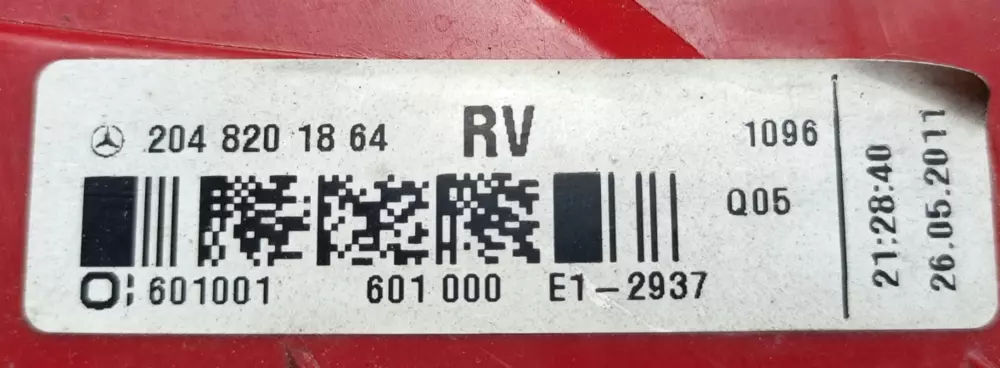 204 820 18 64 RV 1096
Q05
O; 601001 601 000 E1-2937
21:28:40
26.05.2011